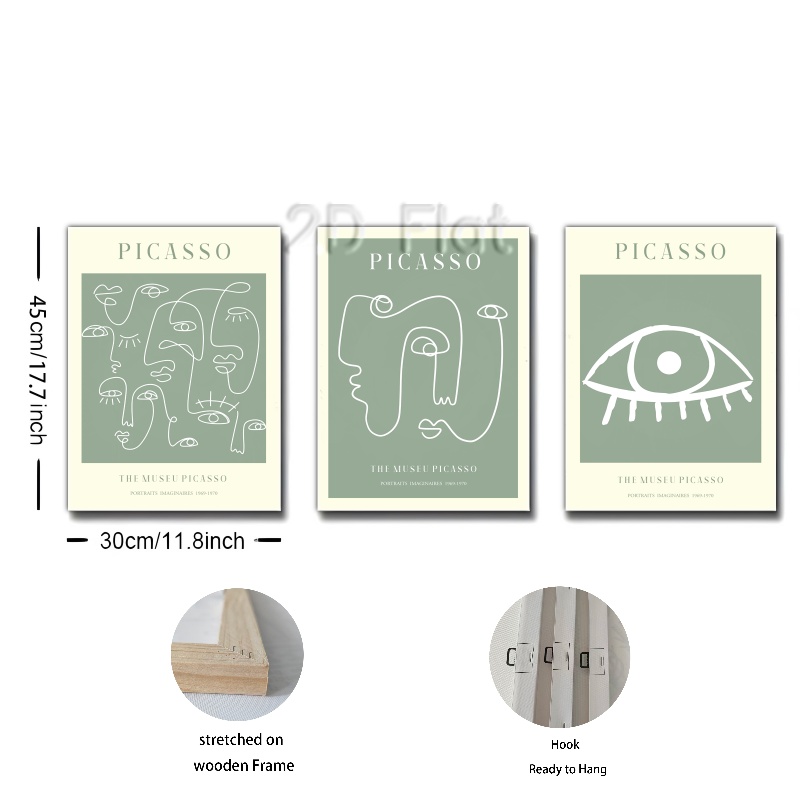 2D Flat
PICASSO
THE MUSEU PICASSO
PORTRAITS IMAGINAIRES 1969-1970
PICASSO
THE MUSEU PICASSO
PORTRAITS IMAGINAIRES 1969-1970
PICASSO
THE MUSEU PICASSO
PORTRAITS IMAGINAIRES 1969-1970
45cm/17.7inch
30cm/11.8inch
stretched on
wooden Frame
Hook
Ready to Hang